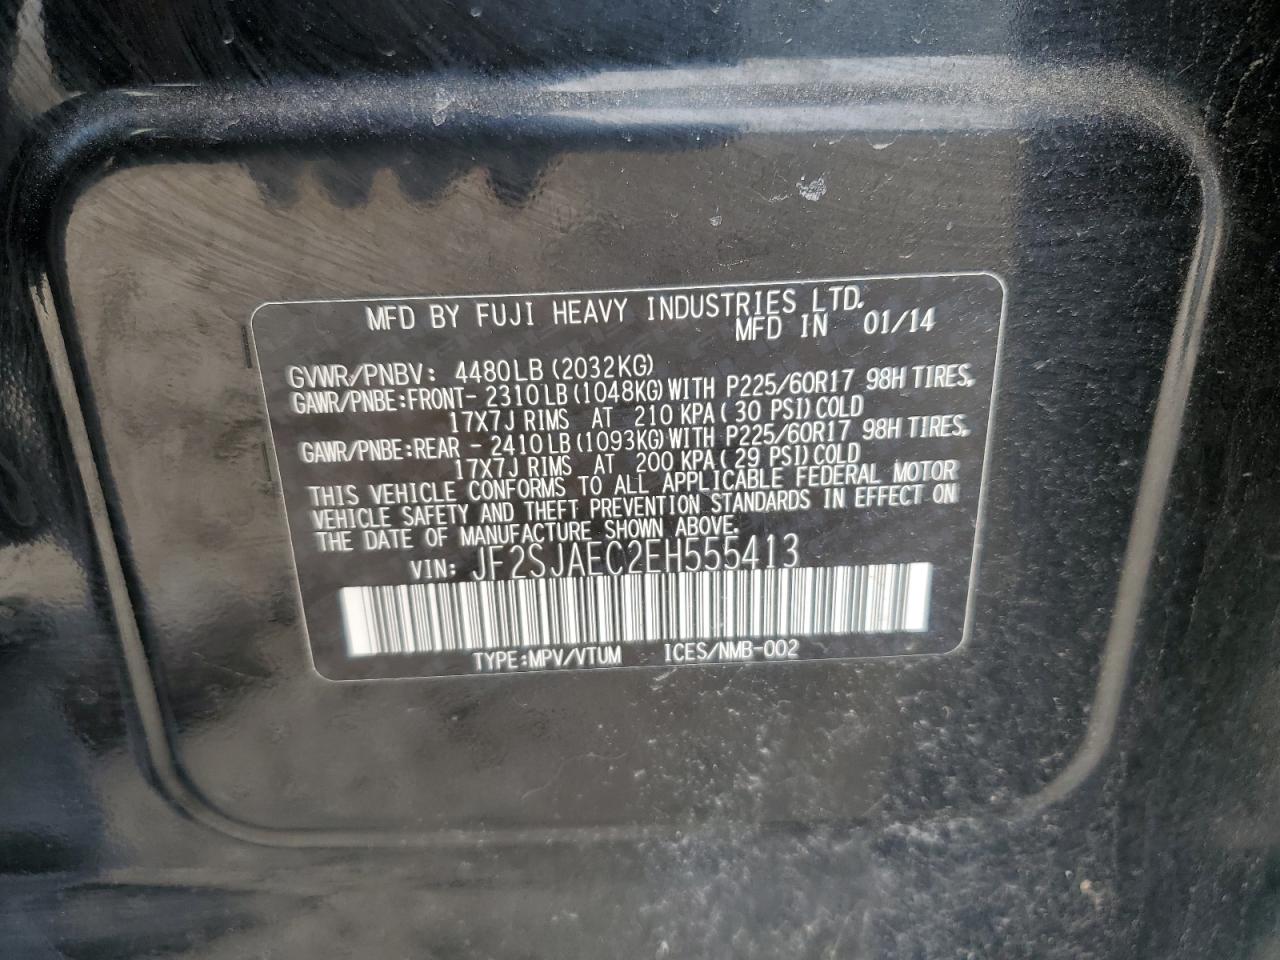 MFD BY FUJI HEAVY INDUSTRIES LTD.
MFD IN 01/14
GVWR/PNBV: 4480LB (2032KG)
GAWR/PNBE:FRONT- 2310LB(1048KG)WITH P225/60R17 98H TIRES,
17X7J RIMS AT 210 KPA(30 PSI)COLD
GAWR/PNBE:REAR - 2410LB(1093KG)WITH P225/60R17 98H TIRES,
17X7J RIMS AT 200 KPA(29 PSI)COLD
THIS VEHICLE CONFORMS TO ALL APPLICABLE FEDERAL MOTOR
VEHICLE SAFETY AND THEFT PREVENTION STANDARDS IN EFFECT ON
THE DATE OF MANUFACTURE SHOWN ABOVE.
VIN: JF2SJAEC2EH555413
TYPE:MPV/VTUM ICES/NMB-002